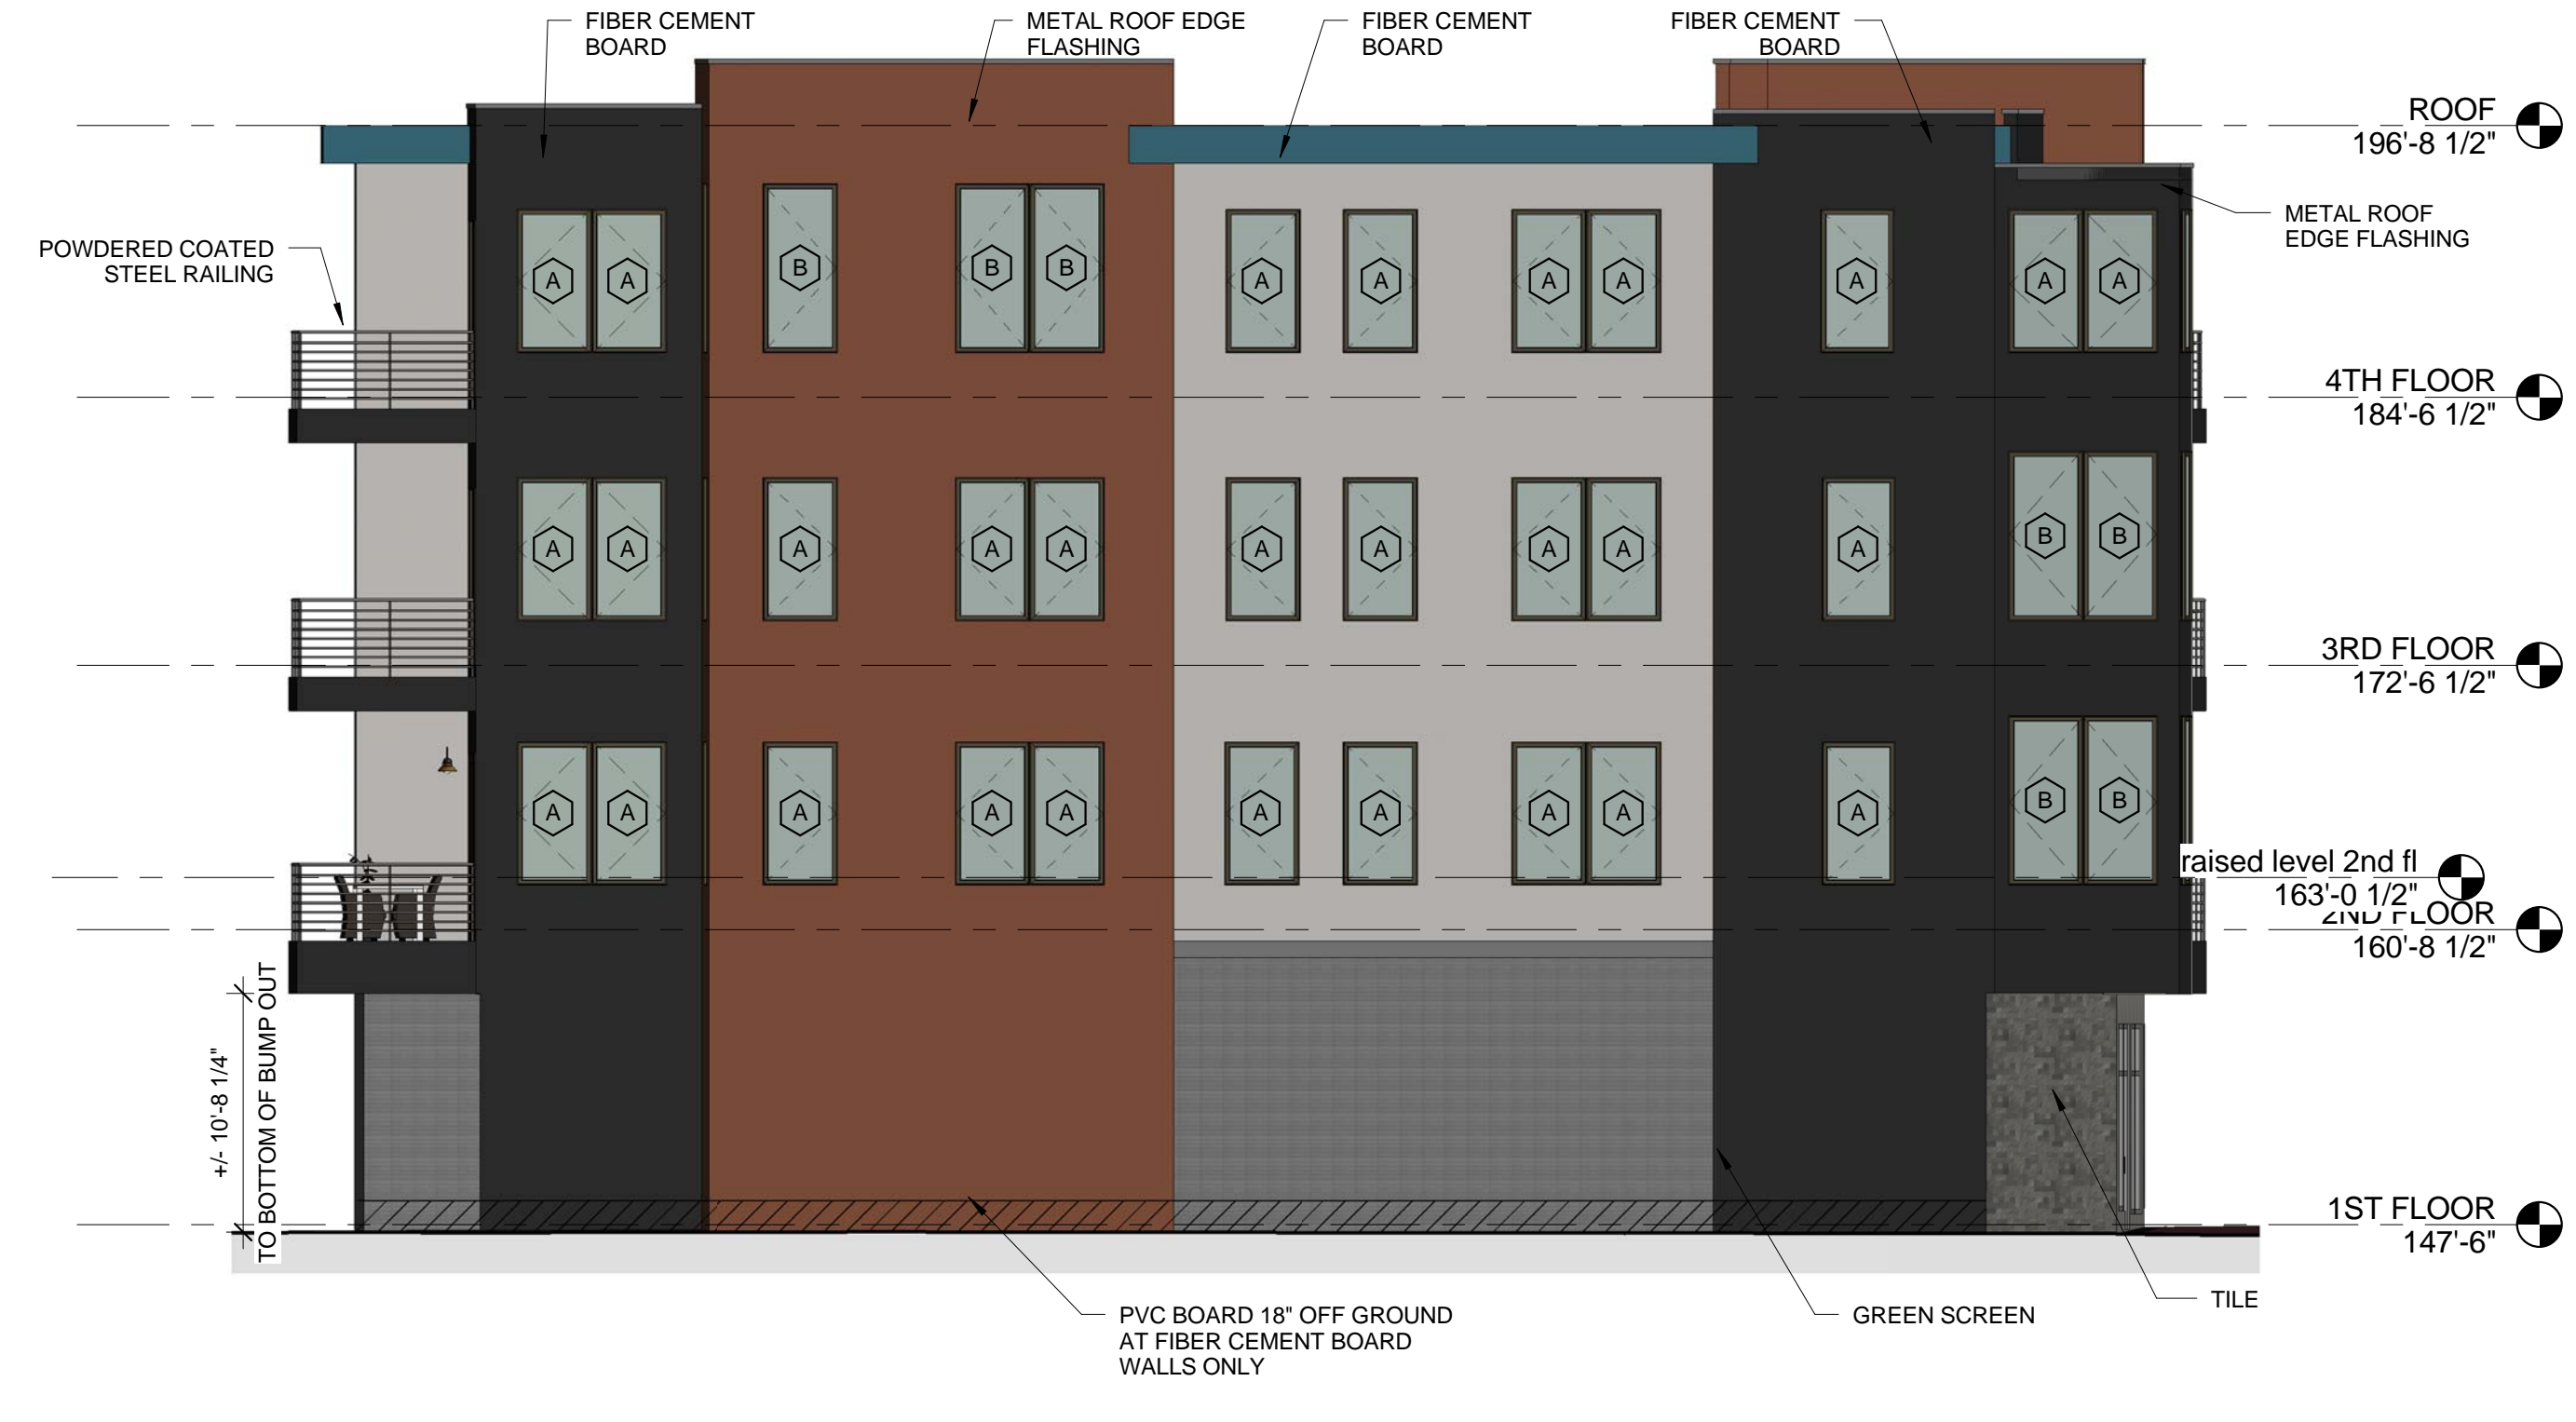 FIBER CEMENT
BOARD
METAL ROOF EDGE
FLASHING
FIBER CEMENT
BOARD
FIBER CEMENT
BOARD
ROOF
196'-8 1/2"
METAL ROOF
EDGE FLASHING
POWDERED COATED
STEEL RAILING
A A B B B A A A A A A A
4TH FLOOR
184'-6 1/2"
A A A A A A A A A A B B
3RD FLOOR
172'-6 1/2"
A A A A A A A A A A B B
raised level 2nd fl
163'-0 1/2"
2ND FLOOR
160'-8 1/2"
+/- 10'-8 1/4"
TO BOTTOM OF BUMP OUT
1ST FLOOR
147'-6"
PVC BOARD 18" OFF GROUND
AT FIBER CEMENT BOARD
WALLS ONLY
GREEN SCREEN
TILE